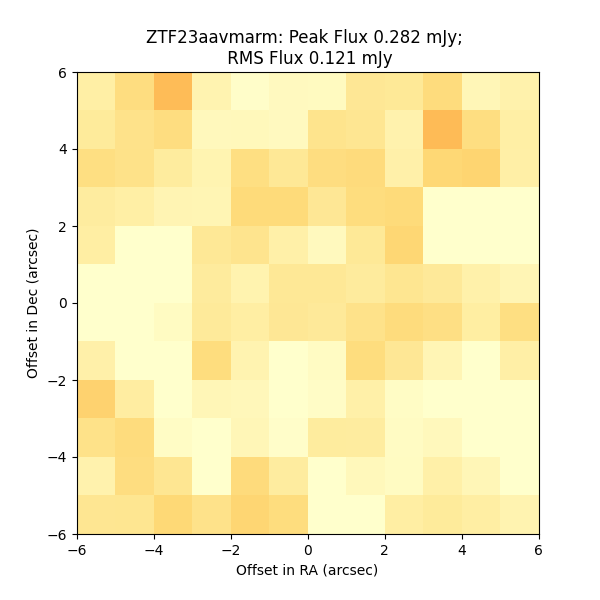 ZTF23aavmarm: Peak Flux 0.282 mJy;
RMS Flux 0.121 mJy
6
4
2
0
−2
−4
−6
Offset in Dec (arcsec)
−6 −4 −2 0 2 4 6
Offset in RA (arcsec)